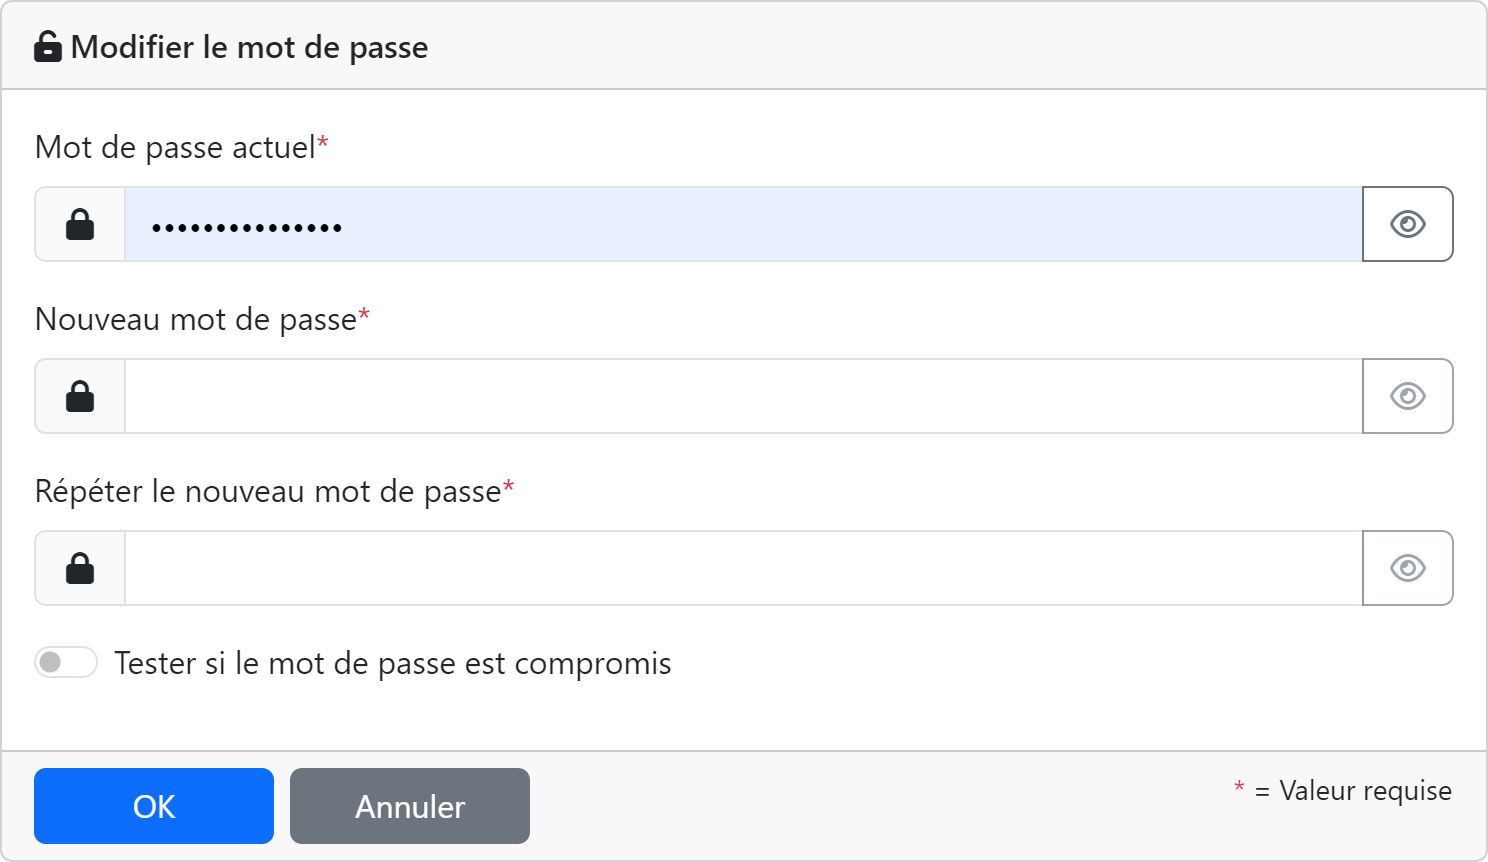 Modifier le mot de passe
Mot de passe actuel*
•••••••••••••••
Nouveau mot de passe*
Répéter le nouveau mot de passe*
Tester si le mot de passe est compromis
OK Annuler * = Valeur requise